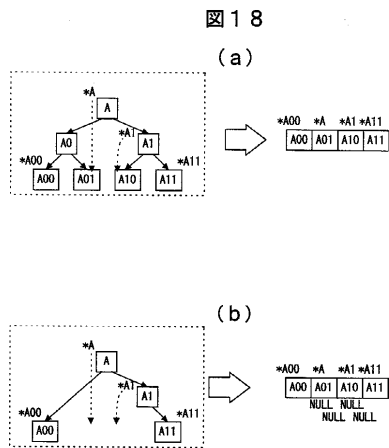 図18
(a)
*A
A
*A1
A0
A1
*A00
*A11
A00
A01
A10
A11
*A00 *A *A1 *A11
A00 A01 A10 A11
(b)
*A
A
*A1
A1
*A00
*A11
A00
A11
*A00 *A *A1 *A11
A00 A01 A10 A11
NULL NULL
NULL NULL